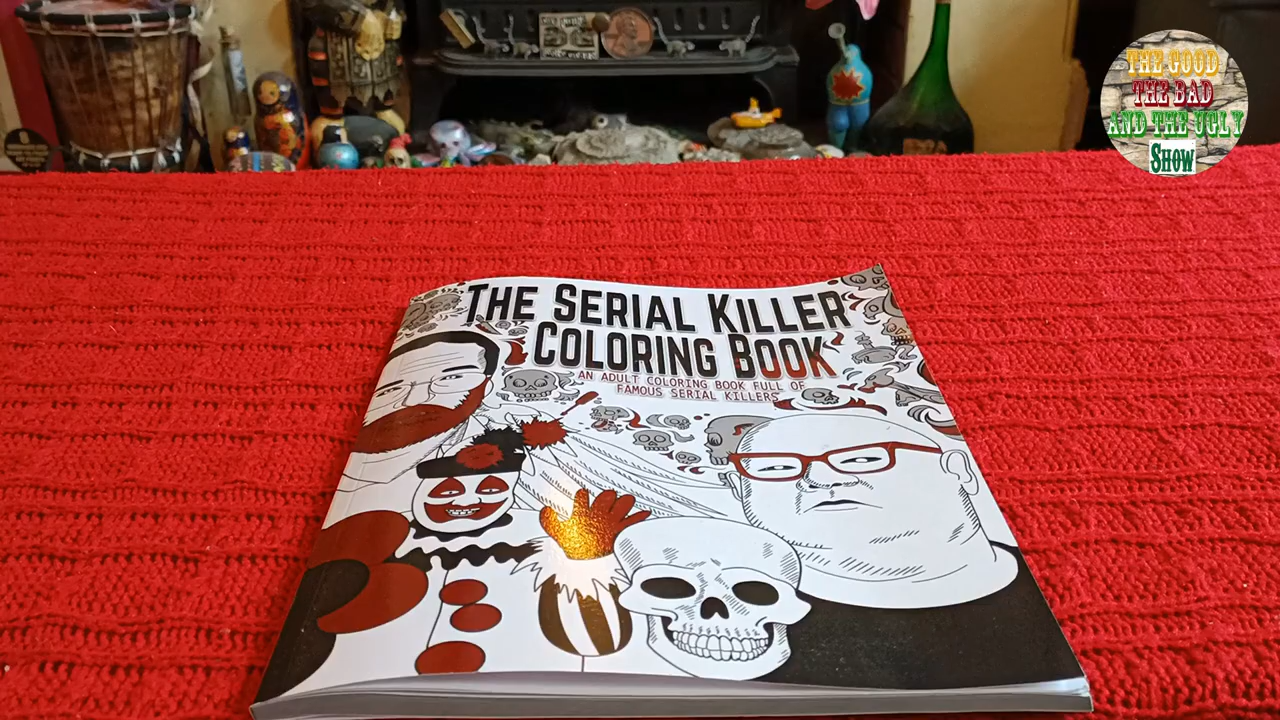 THE GOOD
THE BAD
AND THE UGLY
SHOW
THE SERIAL KILLER
COLORING BOOK
AN ADULT COLORING BOOK FULL OF
FAMOUS SERIAL KILLERS